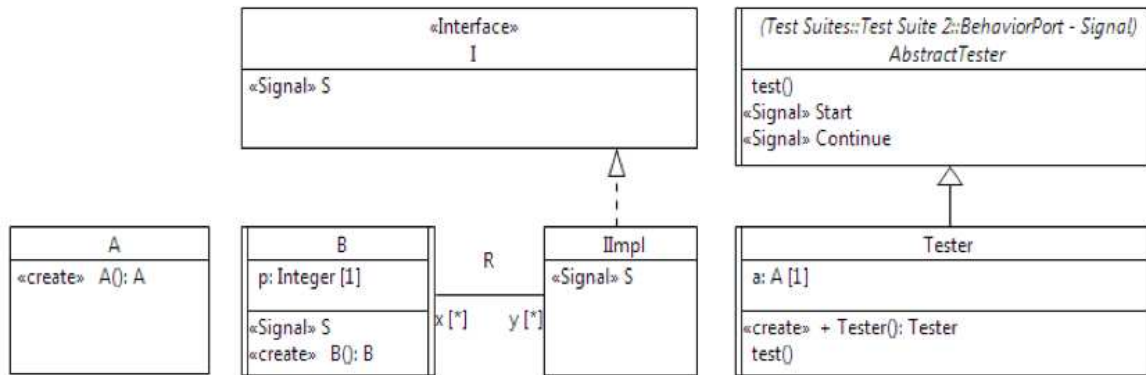 «Interface»
I
«Signal» S
(Test Suites::Test Suite 2::BehaviorPort - Signal)
AbstractTester
test()
«Signal» Start
«Signal» Continue
A
«create» A(): A
B
p: Integer [1]
«Signal» S
«create» B(): B
R
x [*] y [*]
IImpl
«Signal» S
Tester
a: A [1]
«create» + Tester(): Tester
test()